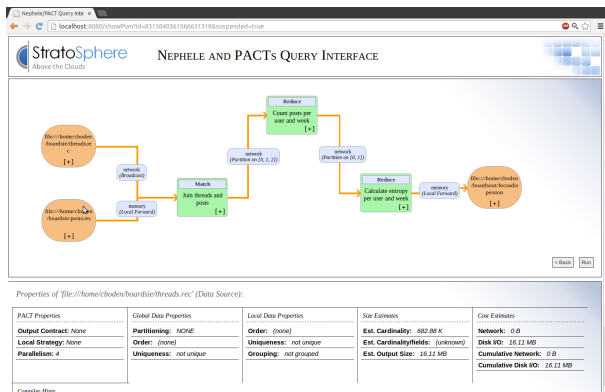 Nephele/PACT Query Inte
localhost:8080/showPlan?id=8315040361566631318&suspended=true
StratoSphere
Above the Clouds
NEPHELE AND PACTS QUERY INTERFACE
Reduce
Count posts per
user and week
[+]
file:///home/cboden
/boardsie/threads.re
c
[+]
network
(Broadcast)
network
(Partition on [0, 1, 2])
network
(Partition on [0, 1])
Match
Join threads and
posts
[+]
Reduce
Calculate entropy
per user and week
[+]
memory
(Local Forward)
file:///home/cboden
[+]
file:///home/cboden
/boardsie/posts.rec
[+]
memory
(Local Forward)
< Back
Run
Properties of 'file:///home/cboden/boardsie/threads.rec' (Data Source):
PACT Properties
Global Data Properties
Local Data Properties
Size Estimates
Cost Estimates
Output Contract: None
Partitioning: NONE
Order: (none)
Est. Cardinality: 682.88 K
Network: 0 B
Local Strategy: None
Order: (none)
Uniqueness: not unique
Est. Cardinality/fields: (unknown)
Disk I/O: 16.11 MB
Parallelism: 4
Uniqueness: not unique
Grouping: not grouped
Est. Output Size: 16.11 MB
Cumulative Network: 0 B
Cumulative Disk I/O: 16.11 MB
Compiler Hints